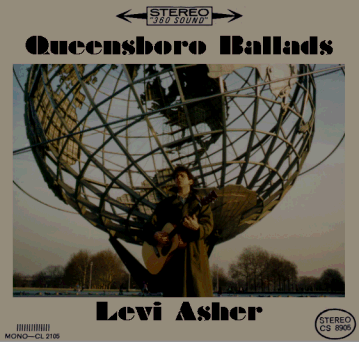 STEREO
"360 SOUND"
Queensboro Ballads
Levi Asher
MONO—CL 2105
STEREO
CS 8905